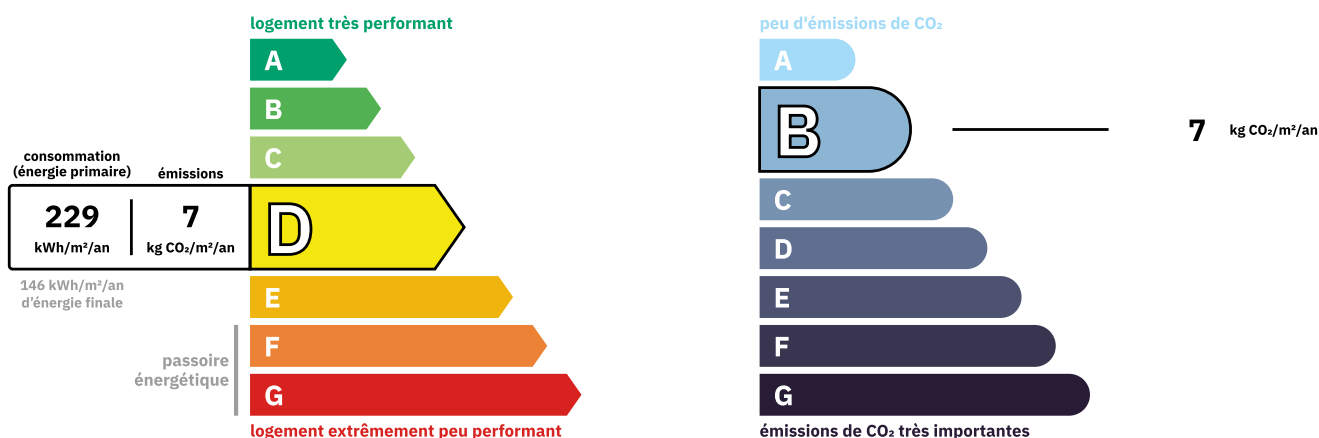 logement très performant
A
B
C
consommation
(énergie primaire)
émissions
229
kWh/m²/an
7
kg CO₂/m²/an
D
146 kWh/m²/an
d'énergie finale
E
passoire
énergétique
F
G
logement extrêmement peu performant
peu d'émissions de CO₂
A
B
7 kg CO₂/m²/an
C
D
E
F
G
émissions de CO₂ très importantes